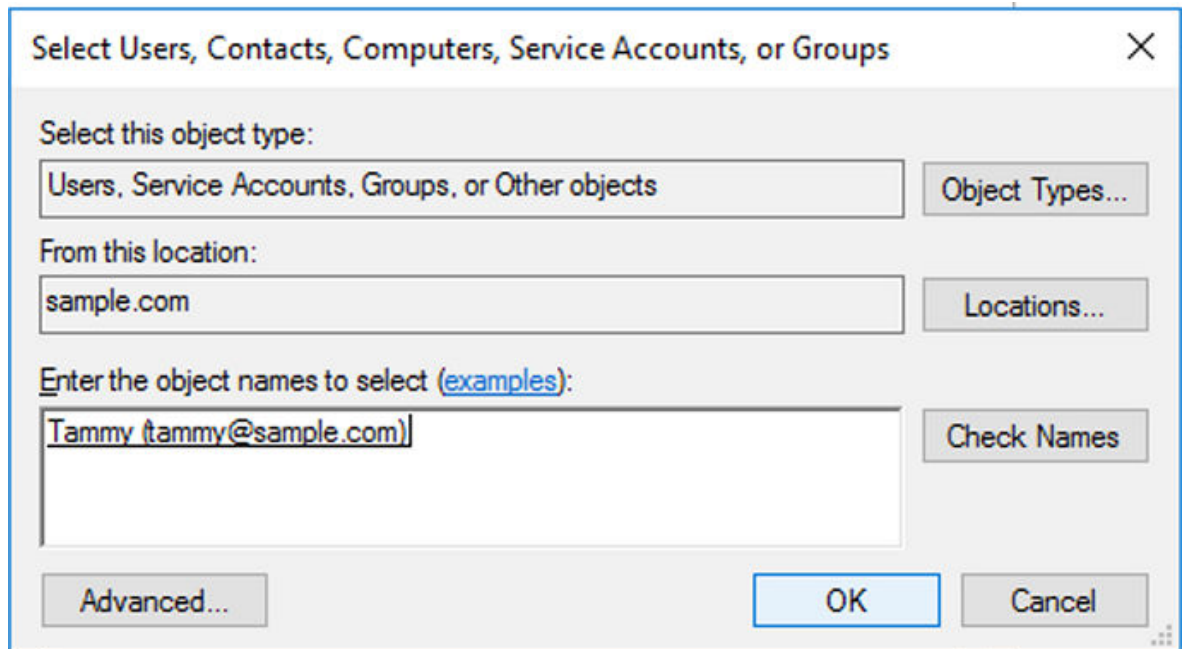 Select Users, Contacts, Computers, Service Accounts, or Groups
Select this object type:
Users, Service Accounts, Groups, or Other objects
Object Types...
From this location:
sample.com
Locations...
Enter the object names to select (examples):
Tammy (tammy@sample.com)
Check Names
Advanced...
OK
Cancel